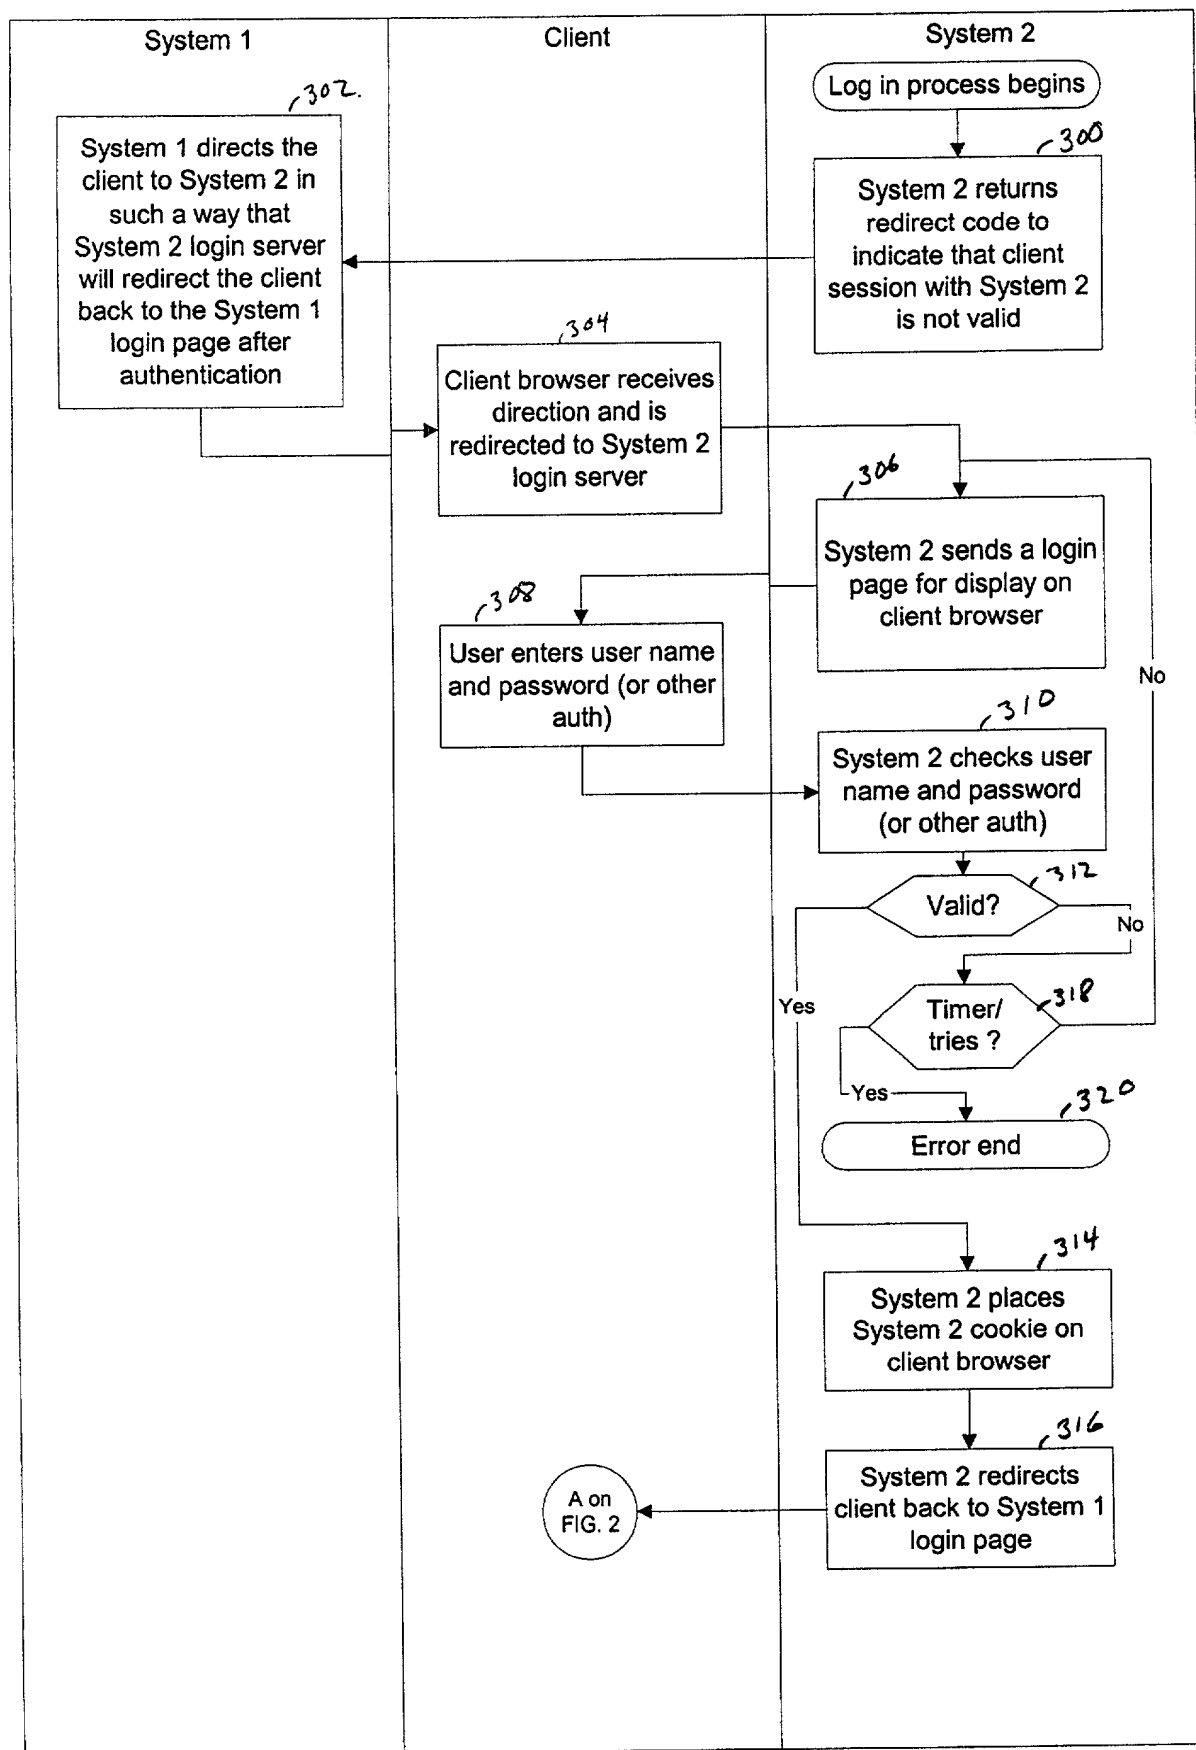 System 1
Client
System 2
Log in process begins
300
System 2 returns
redirect code to
indicate that client
session with System 2
is not valid
302.
System 1 directs the
client to System 2 in
such a way that
System 2 login server
will redirect the client
back to the System 1
login page after
authentication
304
Client browser receives
direction and is
redirected to System 2
login server
306
System 2 sends a login
page for display on
client browser
308
User enters user name
and password (or other
auth)
310
System 2 checks user
name and password
(or other auth)
312
Valid?
No
No
Yes
318
Timer/
tries ?
Yes
320
Error end
314
System 2 places
System 2 cookie on
client browser
316
System 2 redirects
client back to System 1
login page
A on
FIG. 2